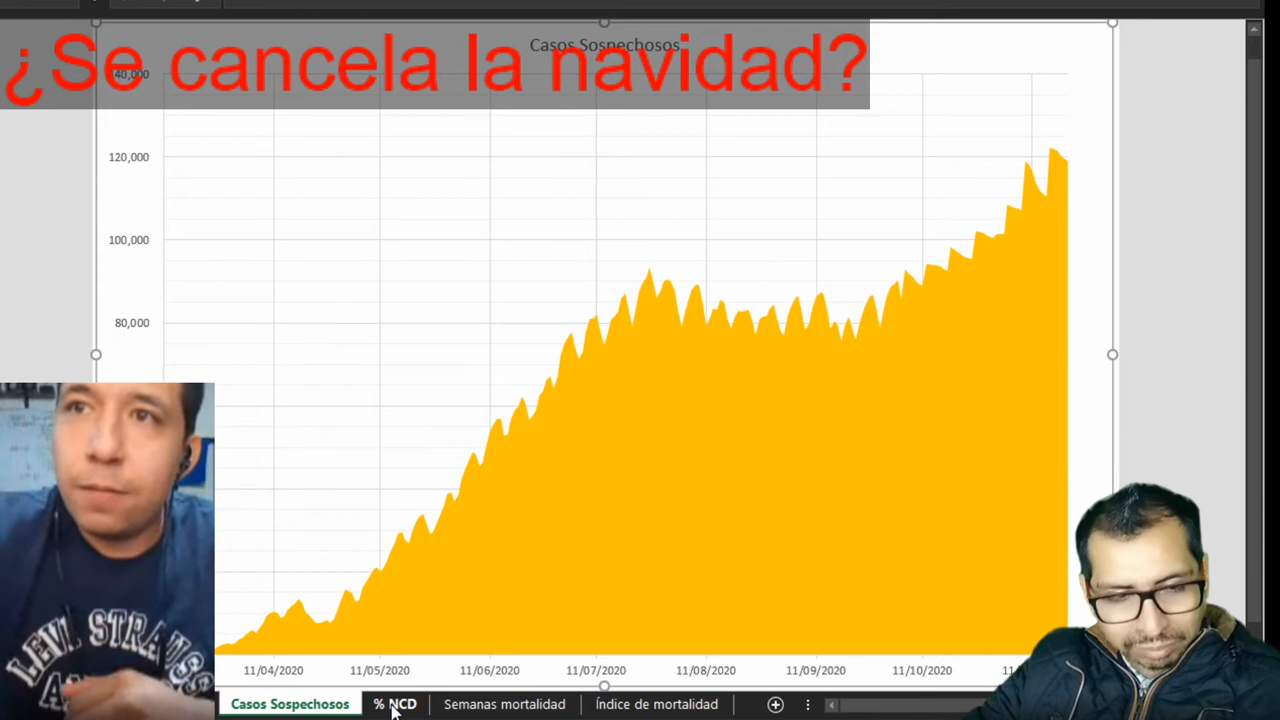 Casos Sospechosos
¿Se cancela la navidad?
120,000
100,000
80,000
11/04/2020 11/05/2020 11/06/2020 11/07/2020 11/08/2020 11/09/2020 11/10/2020
LEVI STRAUSS
Casos Sospechosos % NCD Semanas mortalidad Índice de mortalidad